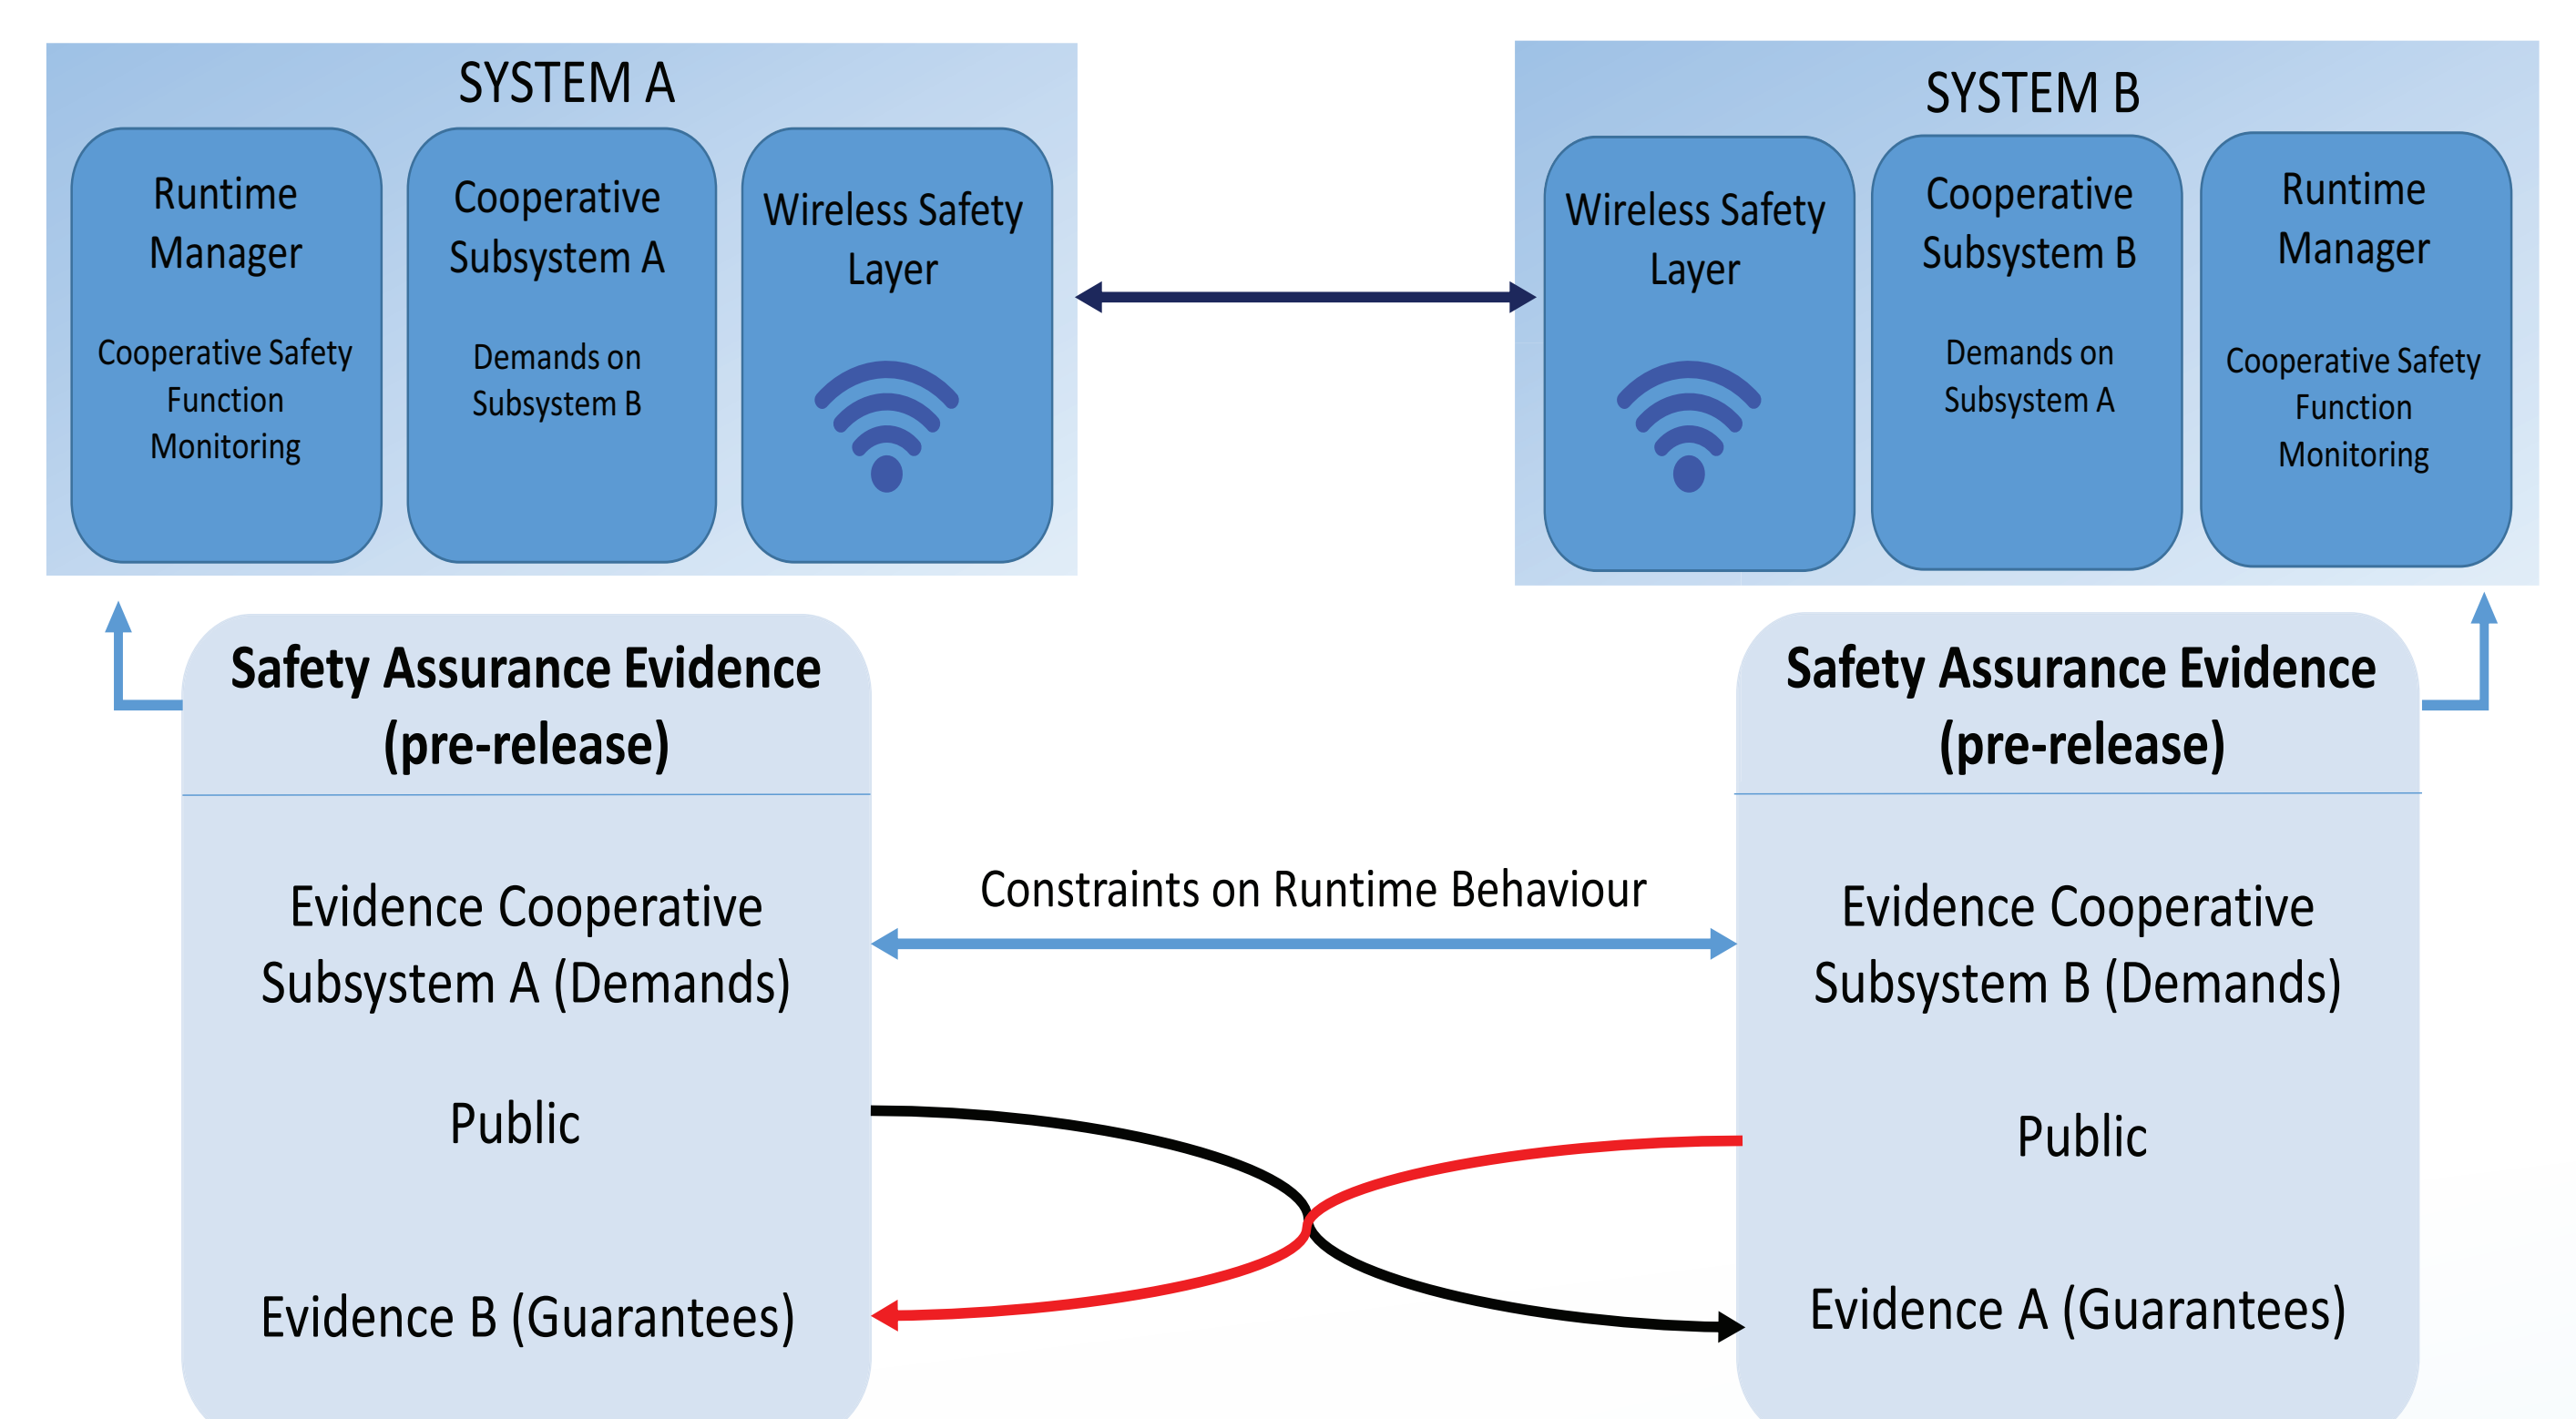 SYSTEM A
Runtime
Manager
Cooperative Safety
Function
Monitoring
Cooperative
Subsystem A
Demands on
Subsystem B
Wireless Safety
Layer
SYSTEM B
Wireless Safety
Layer
Cooperative
Subsystem B
Demands on
Subsystem A
Runtime
Manager
Cooperative Safety
Function
Monitoring
Safety Assurance Evidence
(pre-release)
Evidence Cooperative
Subsystem A (Demands)
Public
Evidence B (Guarantees)
Constraints on Runtime Behaviour
Safety Assurance Evidence
(pre-release)
Evidence Cooperative
Subsystem B (Demands)
Public
Evidence A (Guarantees)